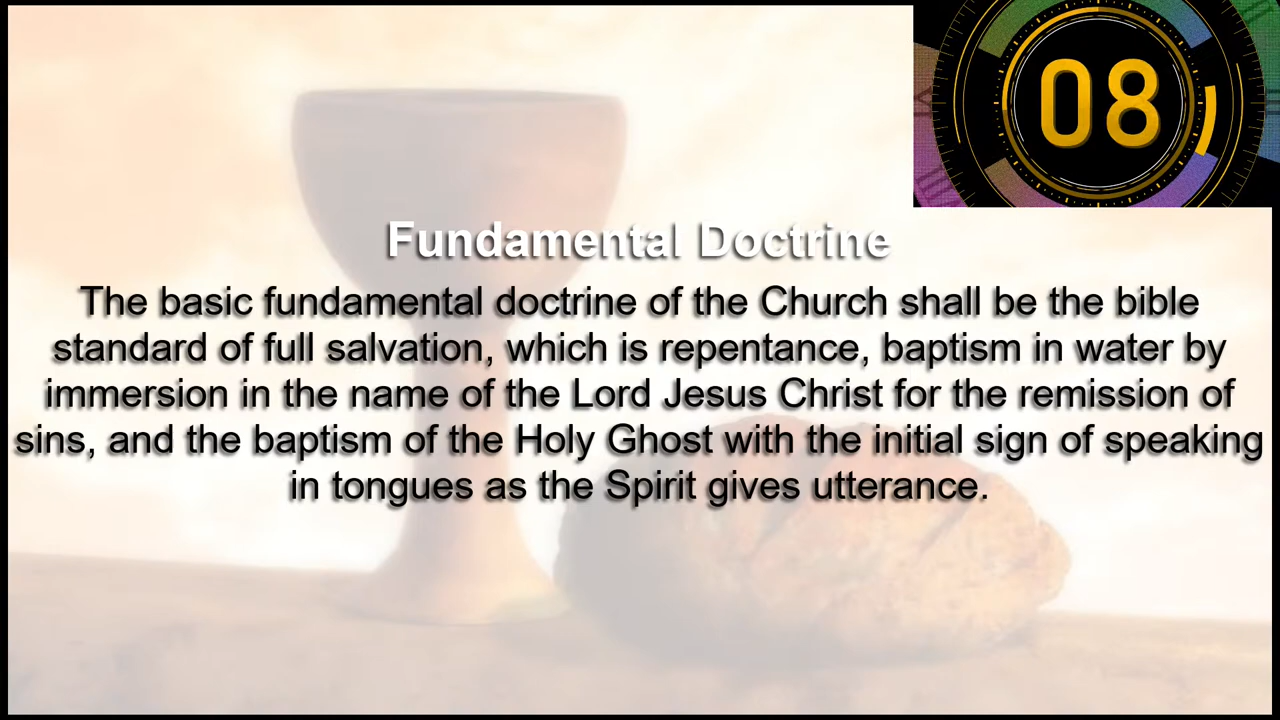 08
Fundamental Doctrine
The basic fundamental doctrine of the Church shall be the bible
standard of full salvation, which is repentance, baptism in water by
immersion in the name of the Lord Jesus Christ for the remission of
sins, and the baptism of the Holy Ghost with the initial sign of speaking
in tongues as the Spirit gives utterance.